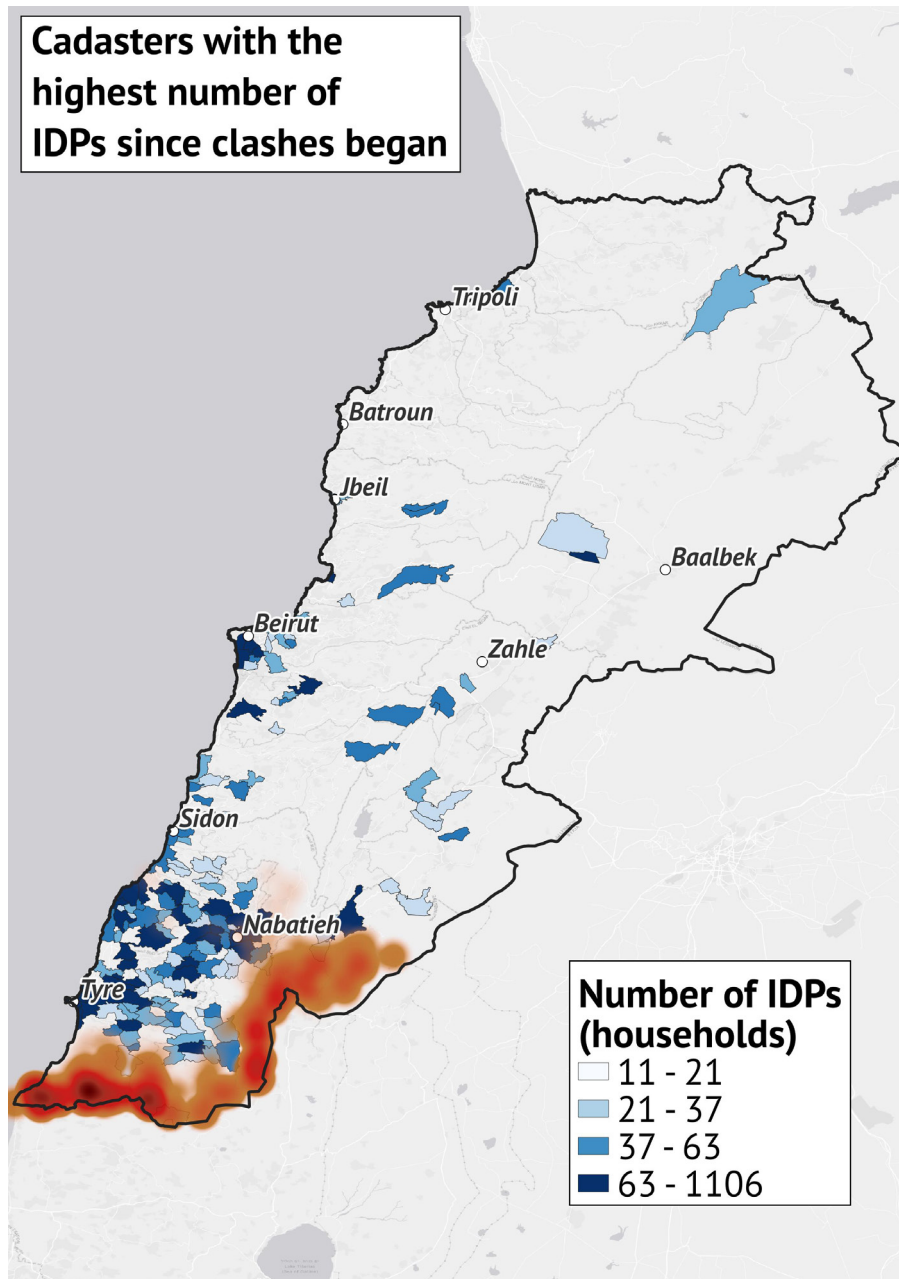 Cadasters with the
highest number of
IDPs since clashes began
Tripoli
Batroun
Jbeil
Baalbek
Beirut
Zahle
Sidon
Nabatieh
Tyre
Number of IDPs
(households)
11 - 21
21 - 37
37 - 63
63 - 1106